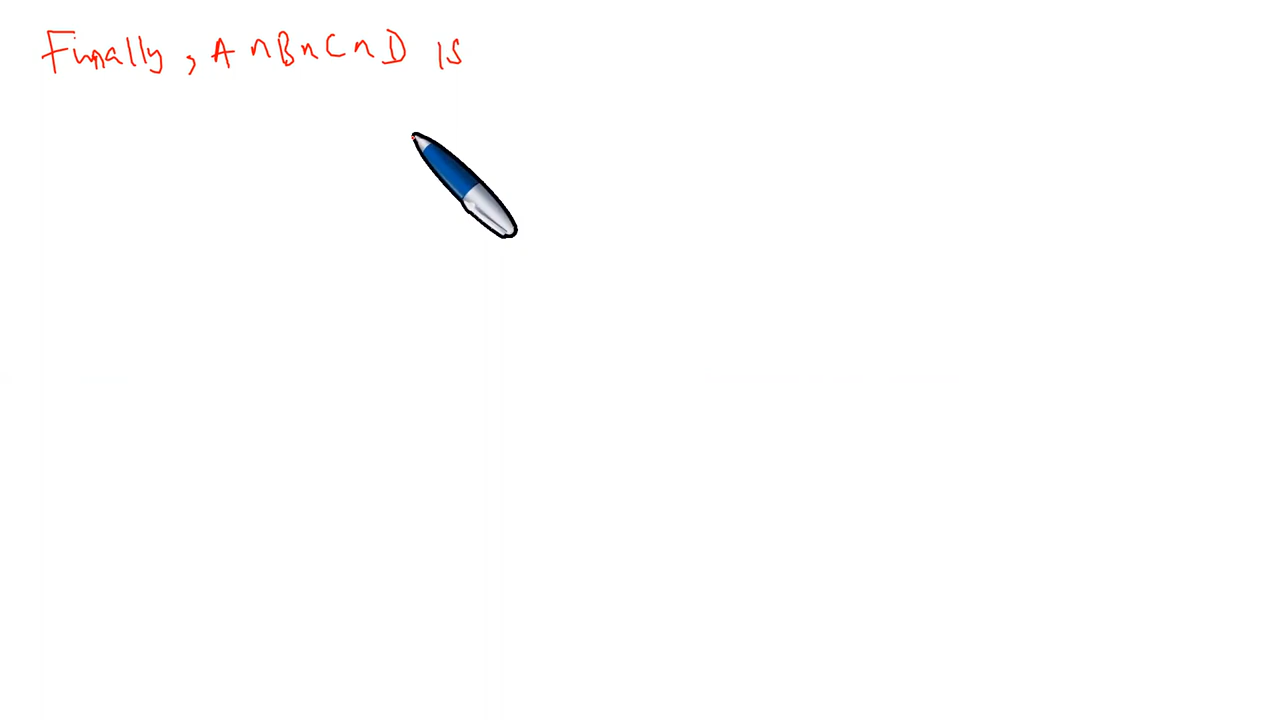 Finally, A ∩ B ∩ C ∩ D is